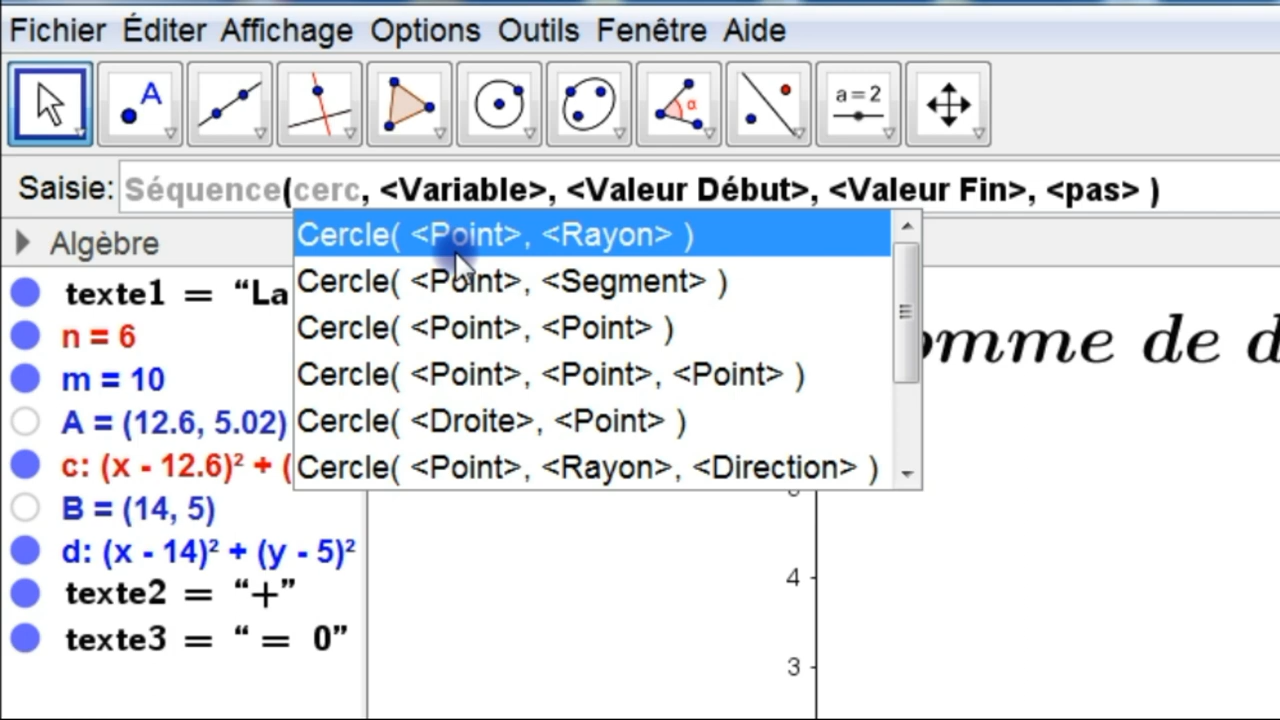 Fichier Éditer Affichage Options Outils Fenêtre Aide
A
α
a=2
Saisie: Séquence(cerc, <Variable>, <Valeur Début>, <Valeur Fin>, <pas> )
Cercle( <Point>, <Rayon> )
Cercle( <Point>, <Segment> )
Cercle( <Point>, <Point> )
Cercle( <Point>, <Point>, <Point> )
Cercle( <Droite>, <Point> )
Cercle( <Point>, <Rayon>, <Direction> )
Algèbre
texte1 = “La
n = 6
m = 10
A = (12.6, 5.02)
c: (x - 12.6)² + (
B = (14, 5)
d: (x - 14)² + (y - 5)²
texte2 = “+”
texte3 = “ = 0”
omme de d
4
3